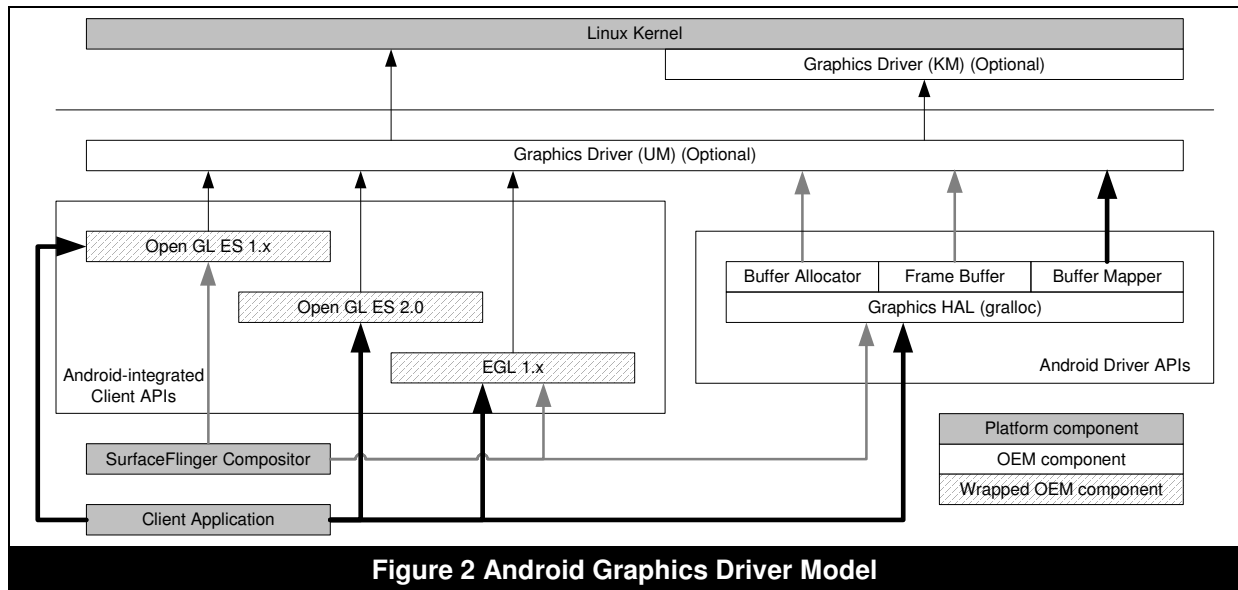 Linux Kernel
Graphics Driver (KM) (Optional)
Graphics Driver (UM) (Optional)
Open GL ES 1.x
Open GL ES 2.0
EGL 1.x
Android-integrated
Client APIs
Buffer Allocator
Frame Buffer
Buffer Mapper
Graphics HAL (gralloc)
Android Driver APIs
SurfaceFlinger Compositor
Client Application
Platform component
OEM component
Wrapped OEM component
Figure 2 Android Graphics Driver Model